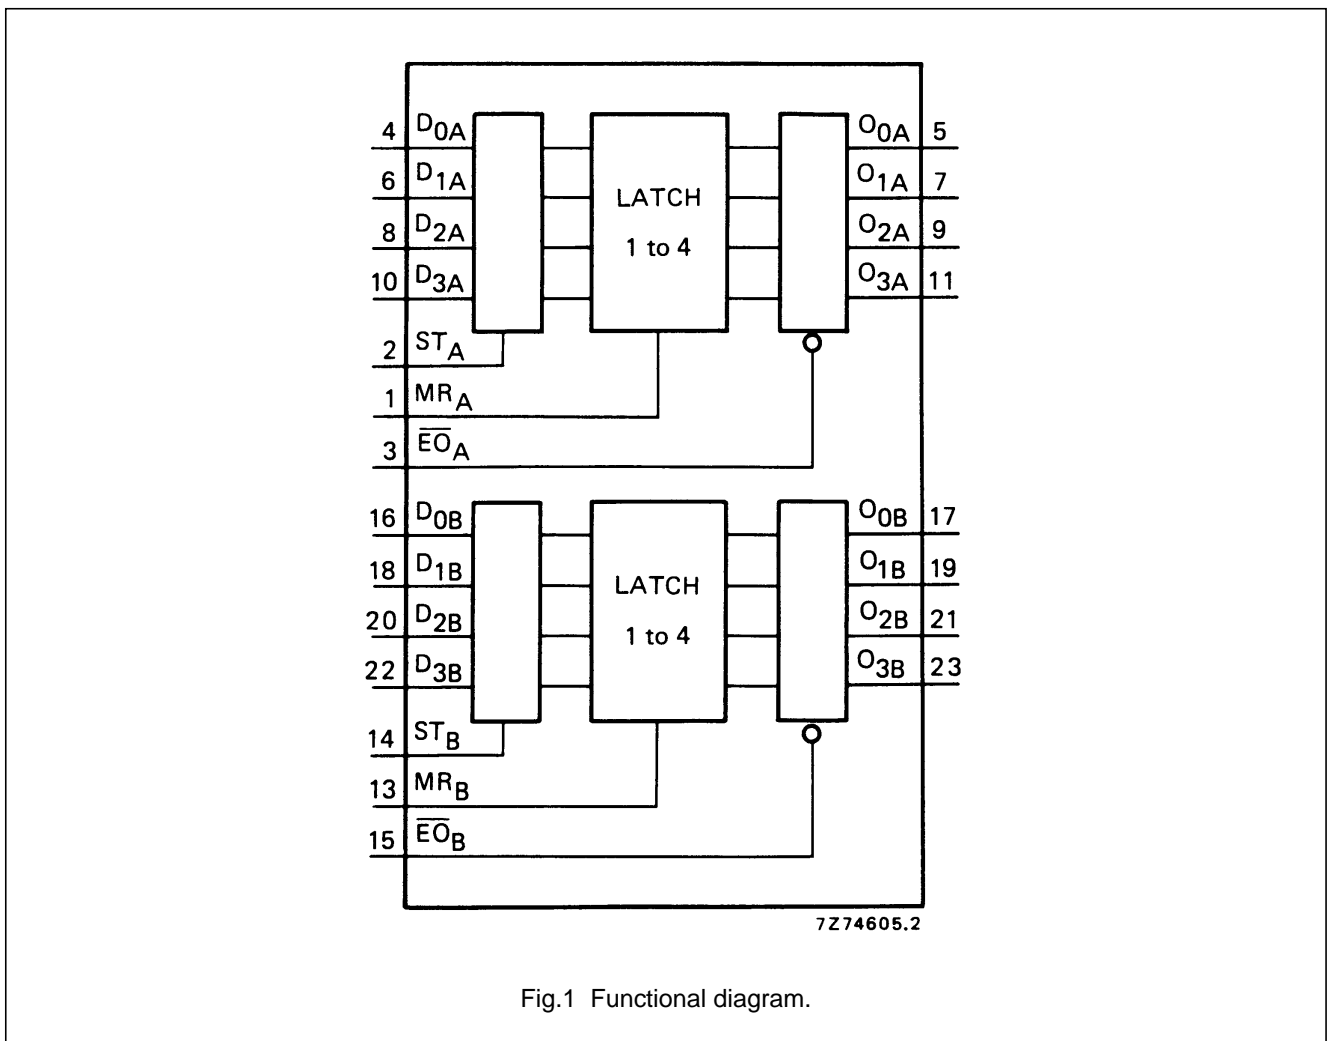 4 D0A O0A 5
6 D1A O1A 7
8 D2A O2A 9
10 D3A O3A 11
LATCH
1 to 4
2 STA
1 MRA
3 E̅O̅A
16 D0B O0B 17
18 D1B O1B 19
20 D2B O2B 21
22 D3B O3B 23
LATCH
1 to 4
14 STB
13 MRB
15 E̅O̅B
7Z74605.2
Fig.1 Functional diagram.